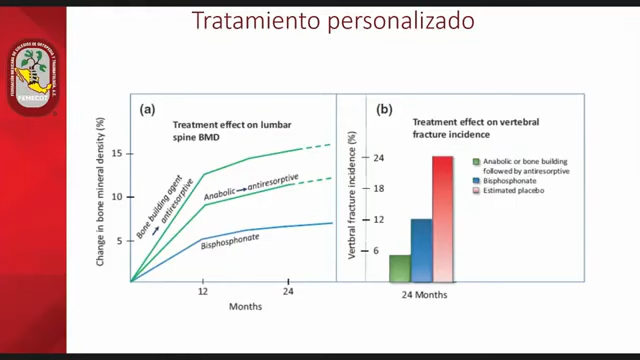 Tratamiento personalizado
FEMECOT
(a)
Treatment effect on lumbar
spine BMD
Change in bone mineral density (%)
15
10
5
Bone building agent
antiresorptive
Anabolic antiresorptive
Bisphosphonate
12
24
Months
(b)
Treatment effect on vertebral
fracture incidence
Vertbral fracture incidence (%)
24
18
12
6
Anabolic or bone building
followed by antiresorptive
Bisphosphonate
Estimated placebo
24 Months